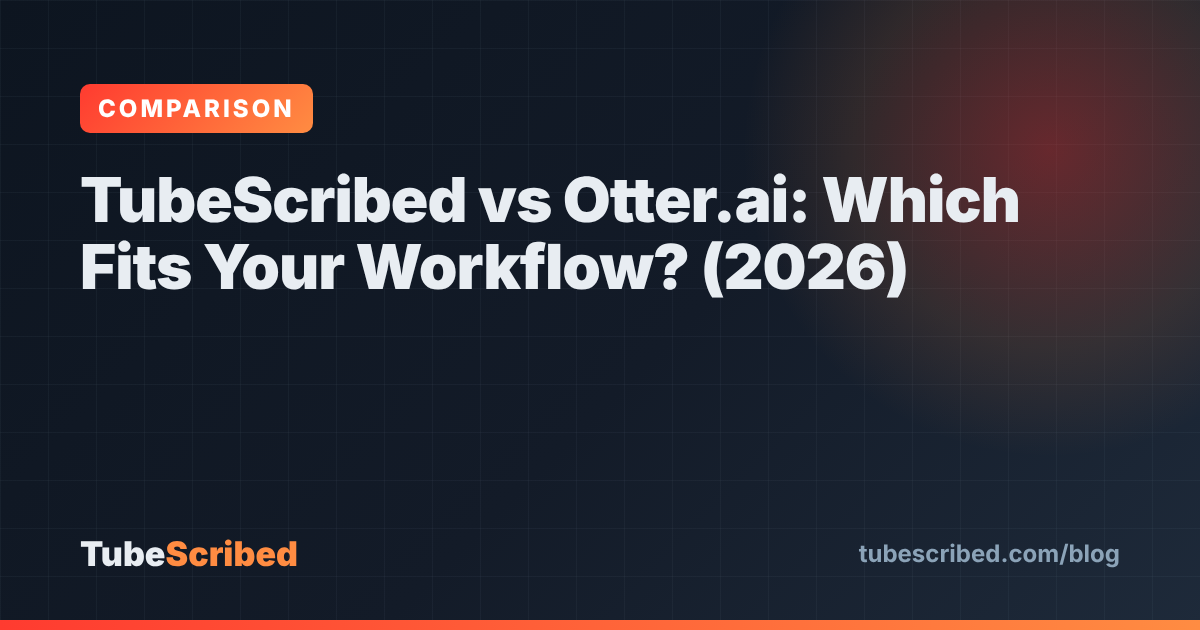 COMPARISON
TubeScribed vs Otter.ai: Which
Fits Your Workflow? (2026)
TubeScribed
tubescribed.com/blog